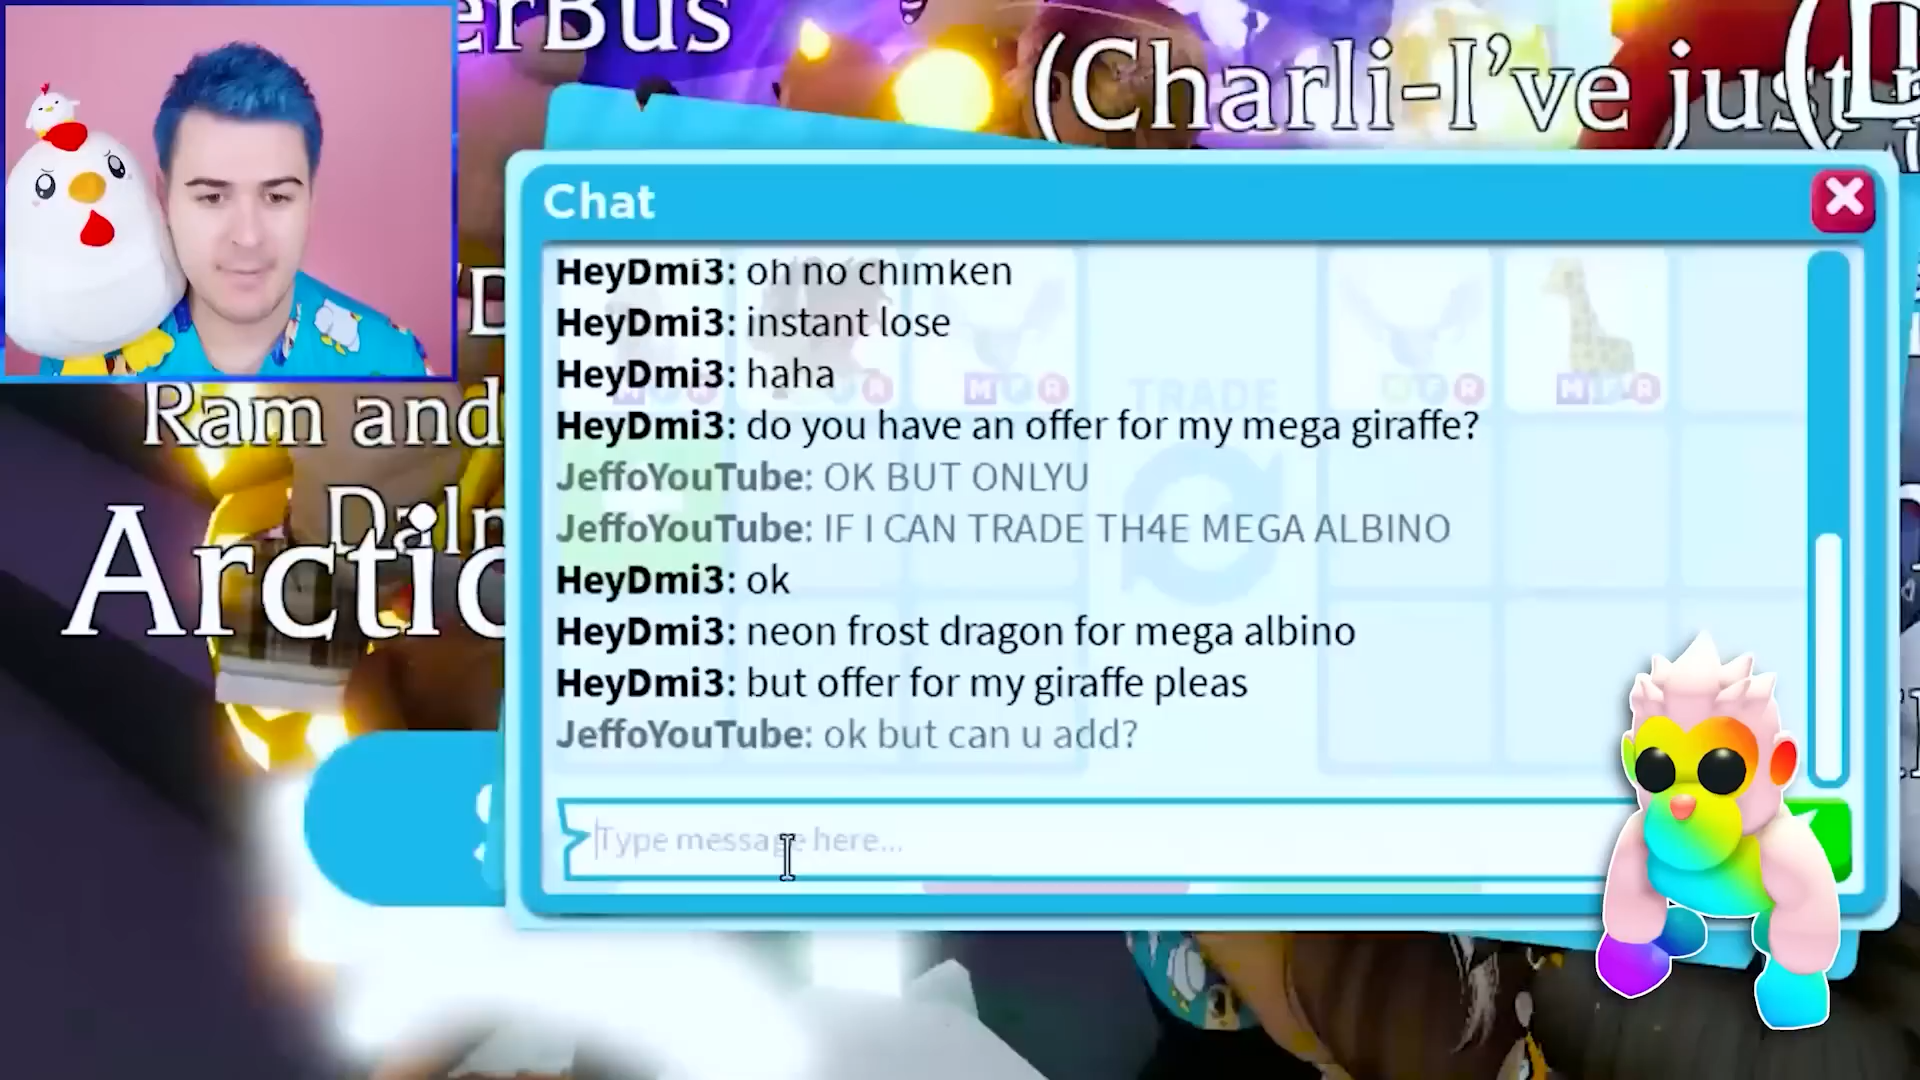 erBus
(Charli-I've just
Chat
HeyDmi3: oh no chimken
HeyDmi3: instant lose
HeyDmi3: haha
TRADE
Ram and
HeyDmi3: do you have an offer for my mega giraffe?
JeffoYouTube: OK BUT ONLYU
Daln
JeffoYouTube: IF I CAN TRADE TH4E MEGA ALBINO
Arctic
HeyDmi3: ok
HeyDmi3: neon frost dragon for mega albino
HeyDmi3: but offer for my giraffe pleas
JeffoYouTube: ok but can u add?
Type message here...